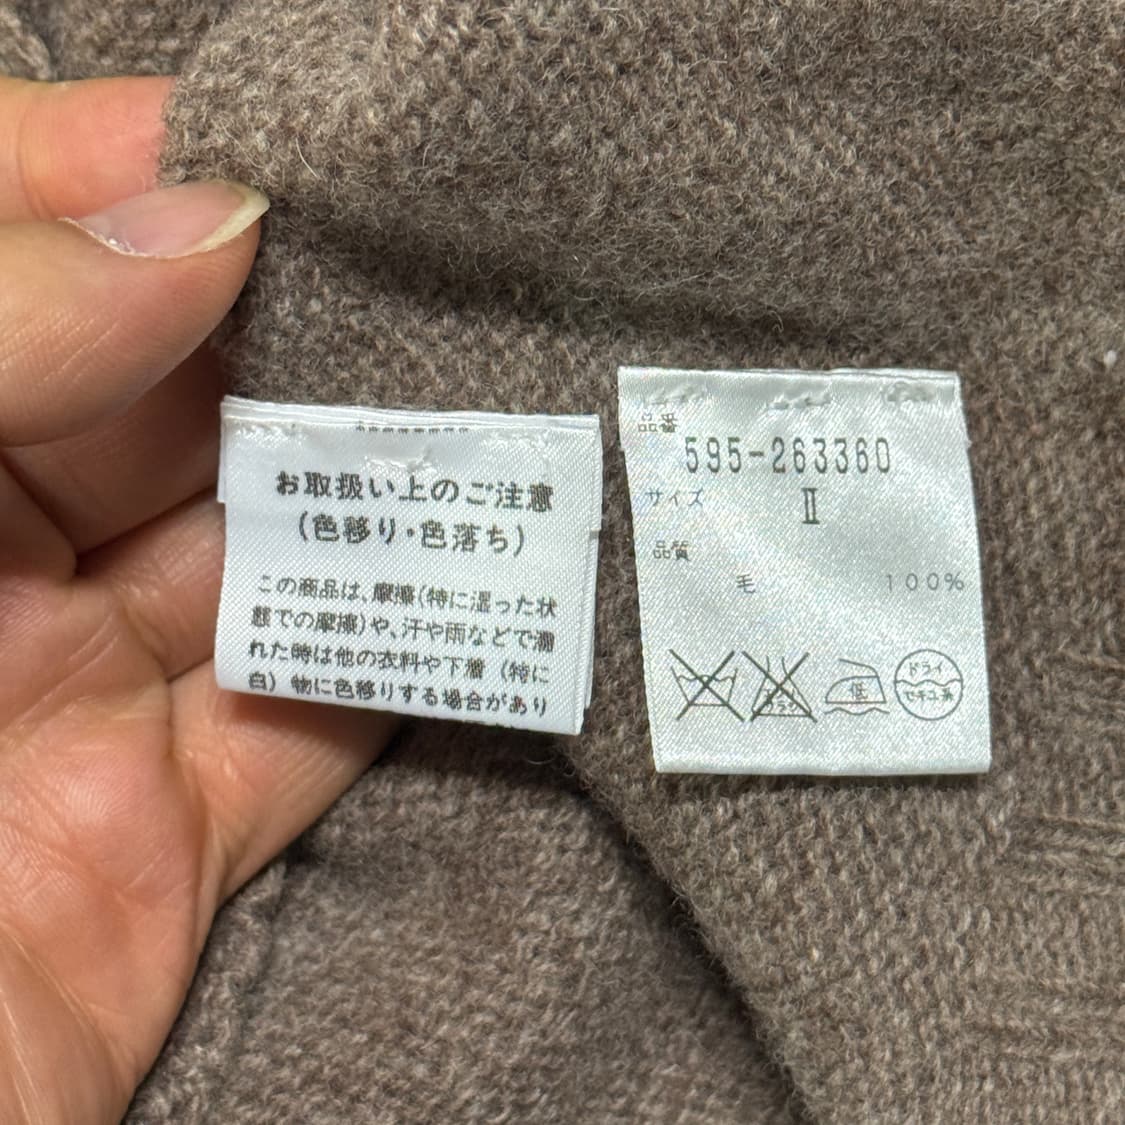 お取扱い上のご注意
(色移り・色落ち)
この商品は、摩擦(特に湿った状
態での摩擦)や、汗や雨などで濡
れた時は他の衣料や下着（特に
白）物に色移りする場合があり
品番
595-263360
サイズ
Ⅱ
品質
毛 100%
低
ドライ
セキユ系